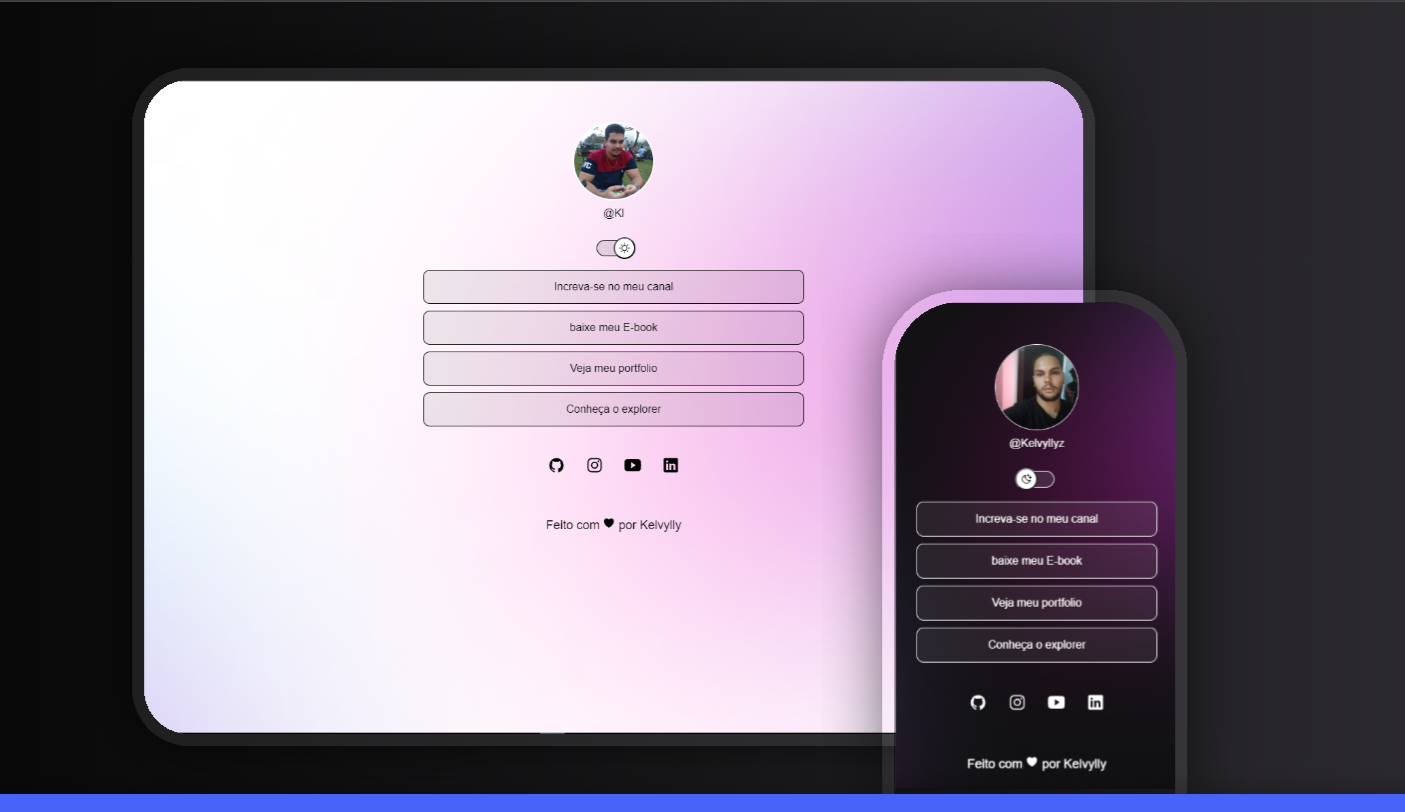 @Kl
Increva-se no meu canal
baixe meu E-book
Veja meu portfolio
Conheça o explorer
Feito com por Kelvylly
@Kelvyllyz
Increva-se no meu canal
baixe meu E-book
Veja meu portfolio
Conheça o explorer
Feito com por Kelvylly